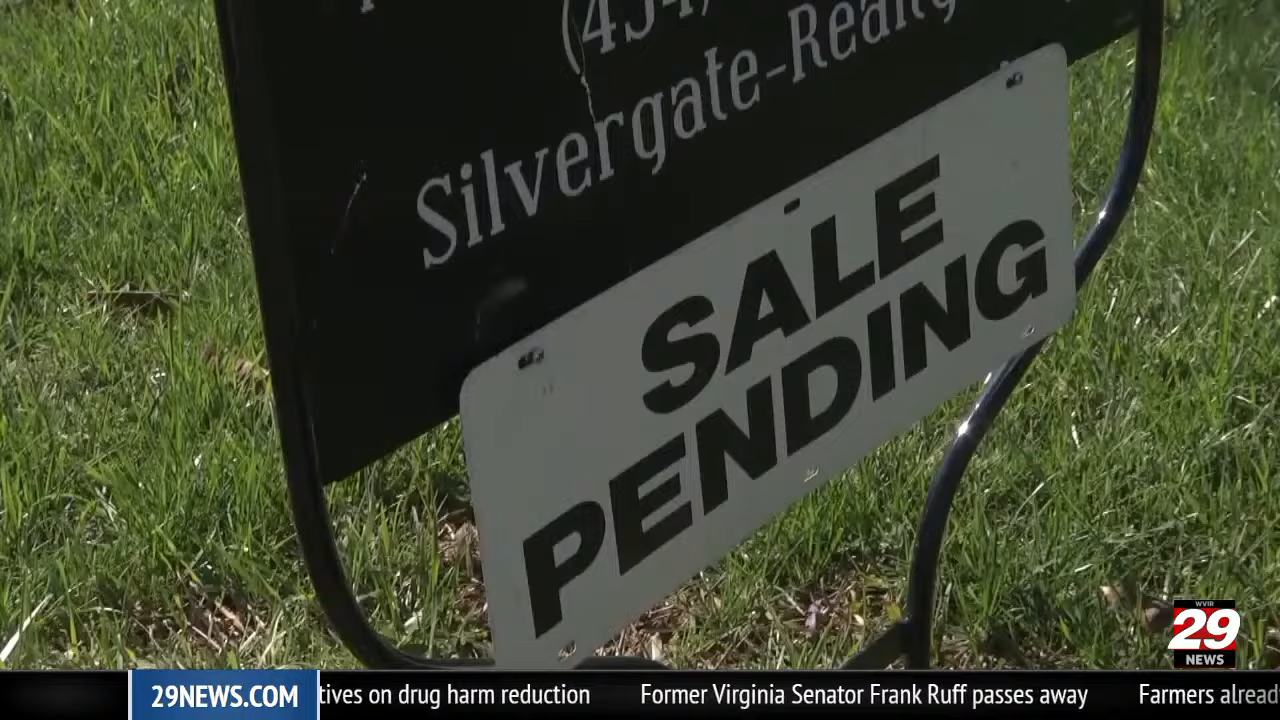 Silvergate-Realty
SALE
PENDING
WVIR
29
NEWS
29NEWS.COM
tives on drug harm reduction
Former Virginia Senator Frank Ruff passes away
Farmers alread